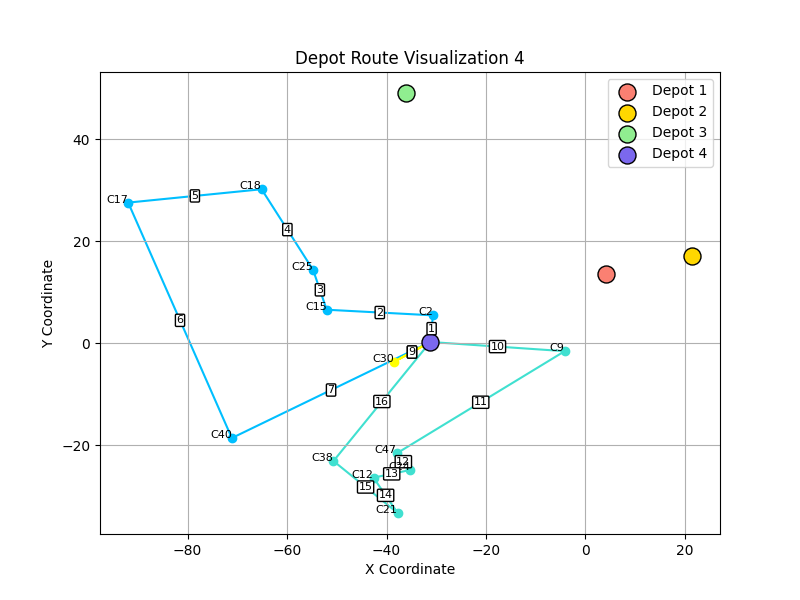 Depot Route Visualization 4
Depot 1
Depot 2
Depot 3
Depot 4
Y Coordinate
40
20
0
−20
C17
5
C18
4
C25
3
C15
2
C2
1
6
C30
9
10
C9
7
16
11
C40
C38
C47
12
C12
13
15
14
C21
−80
−60
−40
−20
0
20
X Coordinate